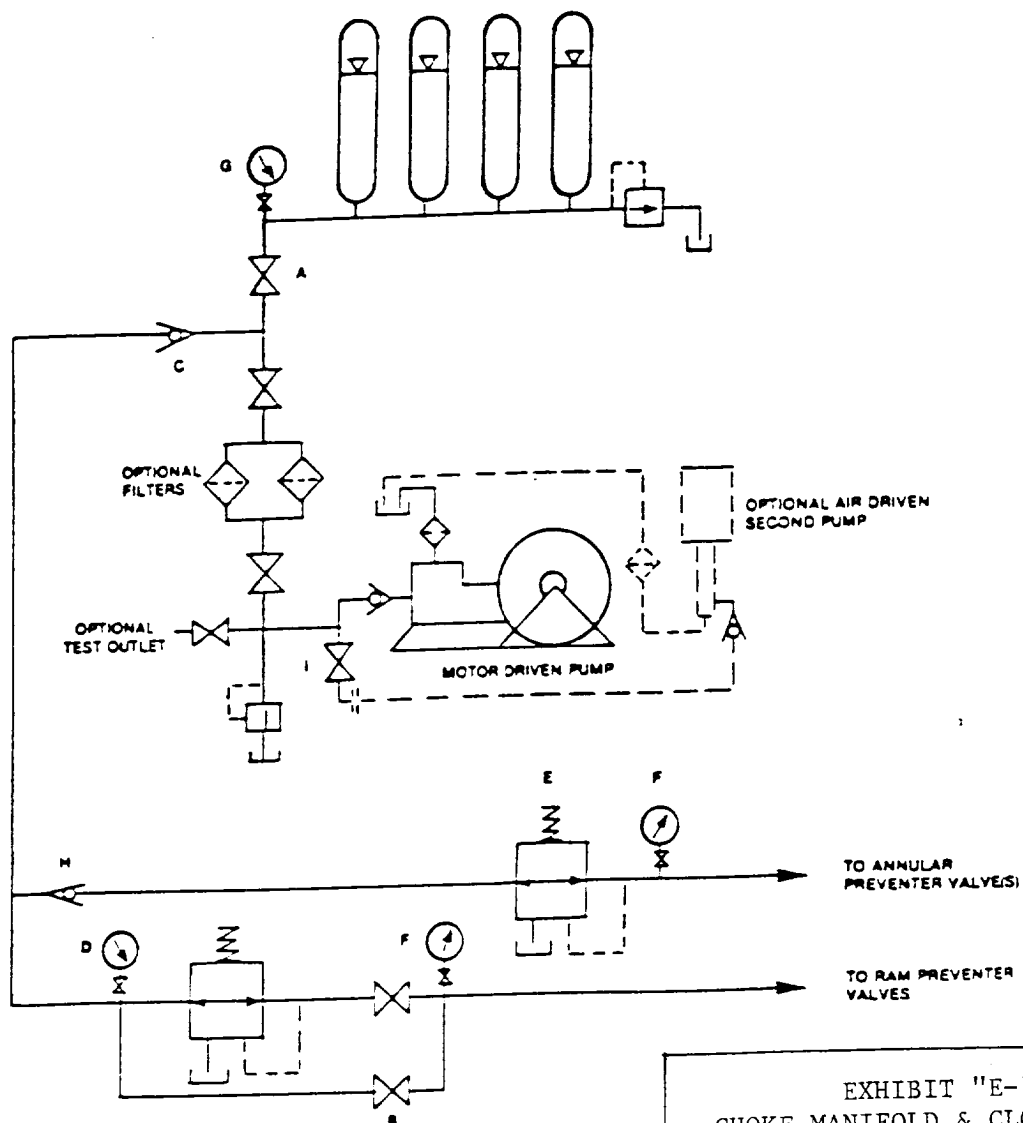 G
A
C
OPTIONAL
FILTERS
OPTIONAL AIR DRIVEN
SECOND PUMP
OPTIONAL
TEST OUTLET
I
MOTOR DRIVEN PUMP
E
F
H
TO ANNULAR
PREVENTER VALVE(S)
D
F
TO RAM PREVENTER
VALVES
EXHIBIT "E-
CHOKE MANIFOLD &